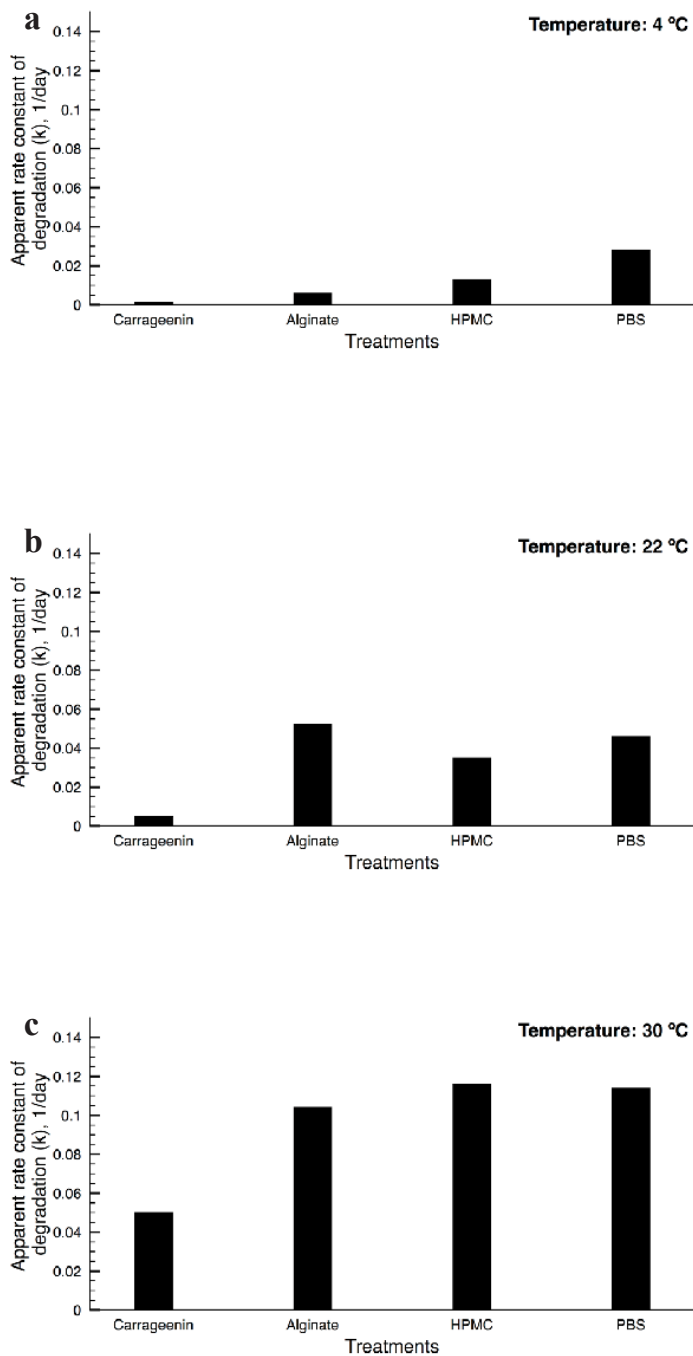 a
Temperature: 4 °C
Apparent rate constant of
degradation (k), 1/day
0.14
0.12
0.1
0.08
0.06
0.04
0.02
0
Carrageenin Alginate HPMC PBS
Treatments
b
Temperature: 22 °C
Apparent rate constant of
degradation (k), 1/day
0.14
0.12
0.1
0.08
0.06
0.04
0.02
0
Carrageenin Alginate HPMC PBS
Treatments
c
Temperature: 30 °C
Apparent rate constant of
degradation (k), 1/day
0.14
0.12
0.1
0.08
0.06
0.04
0.02
0
Carrageenin Alginate HPMC PBS
Treatments